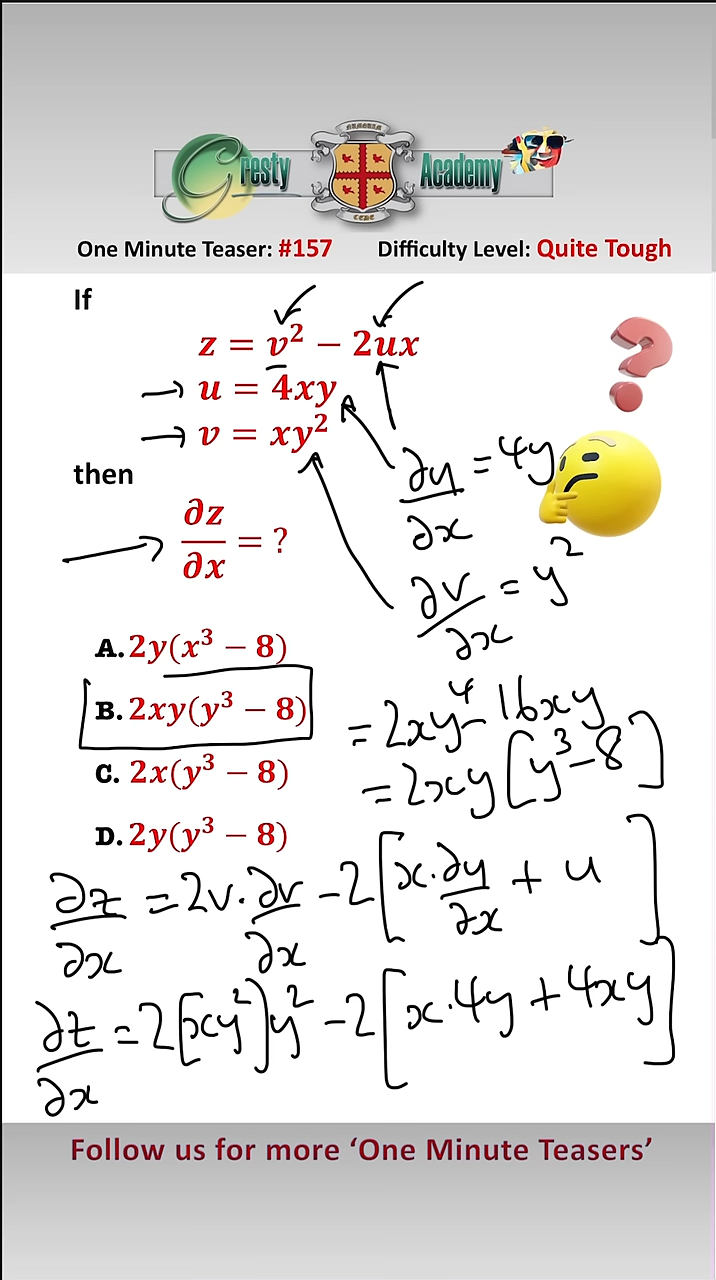 NUMQUAM
Cresty Academy
CEDE
One Minute Teaser: #157 Difficulty Level: Quite Tough
If
z = v² − 2ux
u = 4xy
v = xy²
then
∂z/∂x = ?
∂u/∂x = 4y
∂v/∂x = y²
A. 2y(x³ − 8)
B. 2xy(y³ − 8)
C. 2x(y³ − 8)
D. 2y(y³ − 8)
= 2xy⁴ − 16xy
= 2xy[y³ − 8]
∂z/∂x = 2v.∂v/∂x − 2[x.∂u/∂x + u]
∂z/∂x = 2[xy²]y² − 2[x.4y + 4xy]
Follow us for more ‘One Minute Teasers’